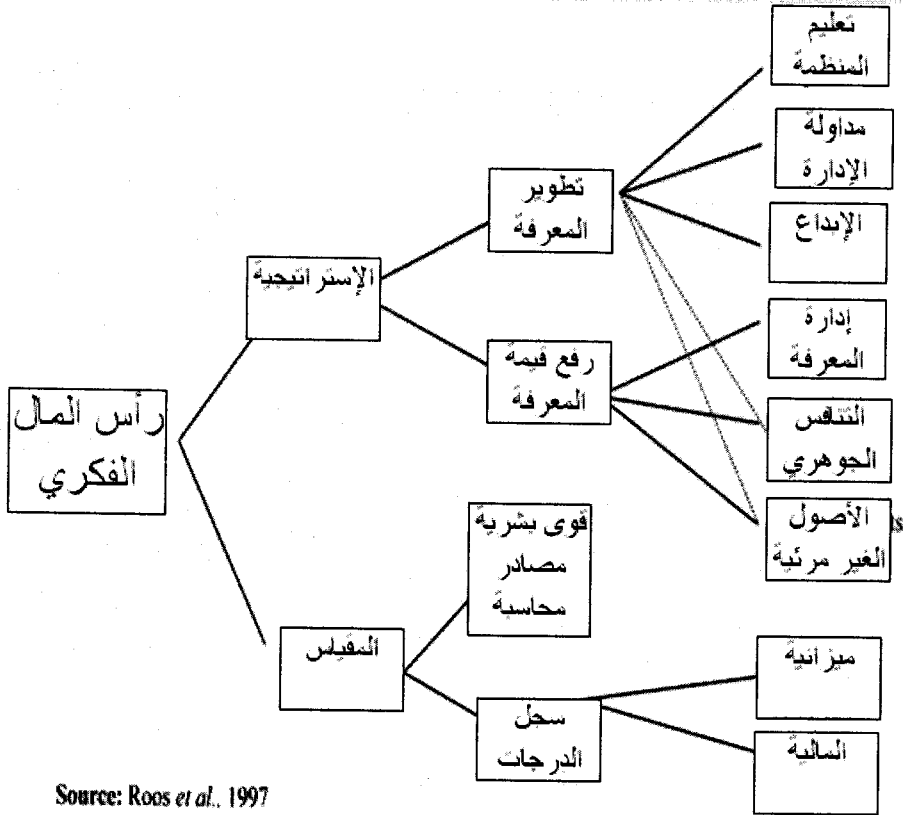 تعليم
المنظمة
مداولة
الإدارة
تطوير
المعرفة
الإبداع
الإستراتيجية
إدارة
المعرفة
رفع قيمة
المعرفة
رأس المال
الفكري
التنافس
الجوهري
قوى بشرية
مصادر
محاسبة
الأصول
الغير مرئية
ls
المقياس
ميزانية
سجل
الدرجات
المالية
Source: Roos et al., 1997